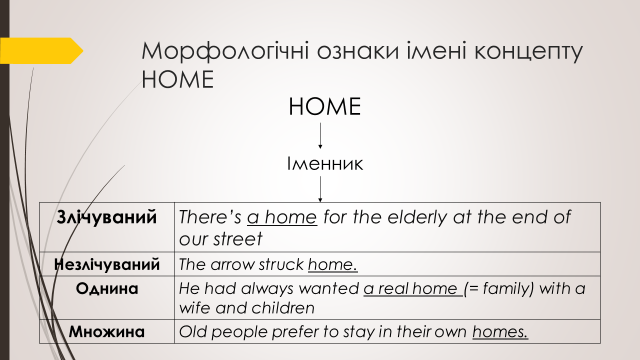 Морфологічні ознаки імені концепту
HOME
HOME
Іменник
Злічуваний
There’s a home for the elderly at the end of
our street
Незлічуваний
The arrow struck home.
Однина
He had always wanted a real home (= family) with a
wife and children
Множина
Old people prefer to stay in their own homes.